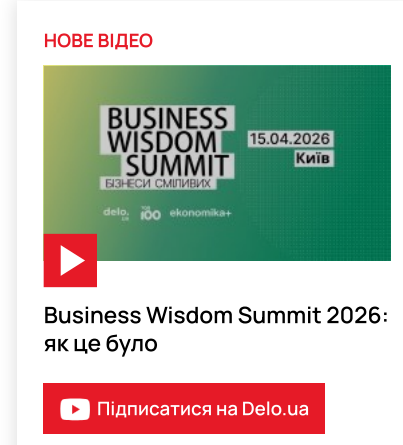 НОВЕ ВІДЕО
BUSINESS
WISDOM
SUMMIT
БІЗНЕСИ СМІЛИВИХ
15.04.2026
Київ
delo.ua TOP 100 ekonomika+
Business Wisdom Summit 2026:
як це було
Підписатися на Delo.ua